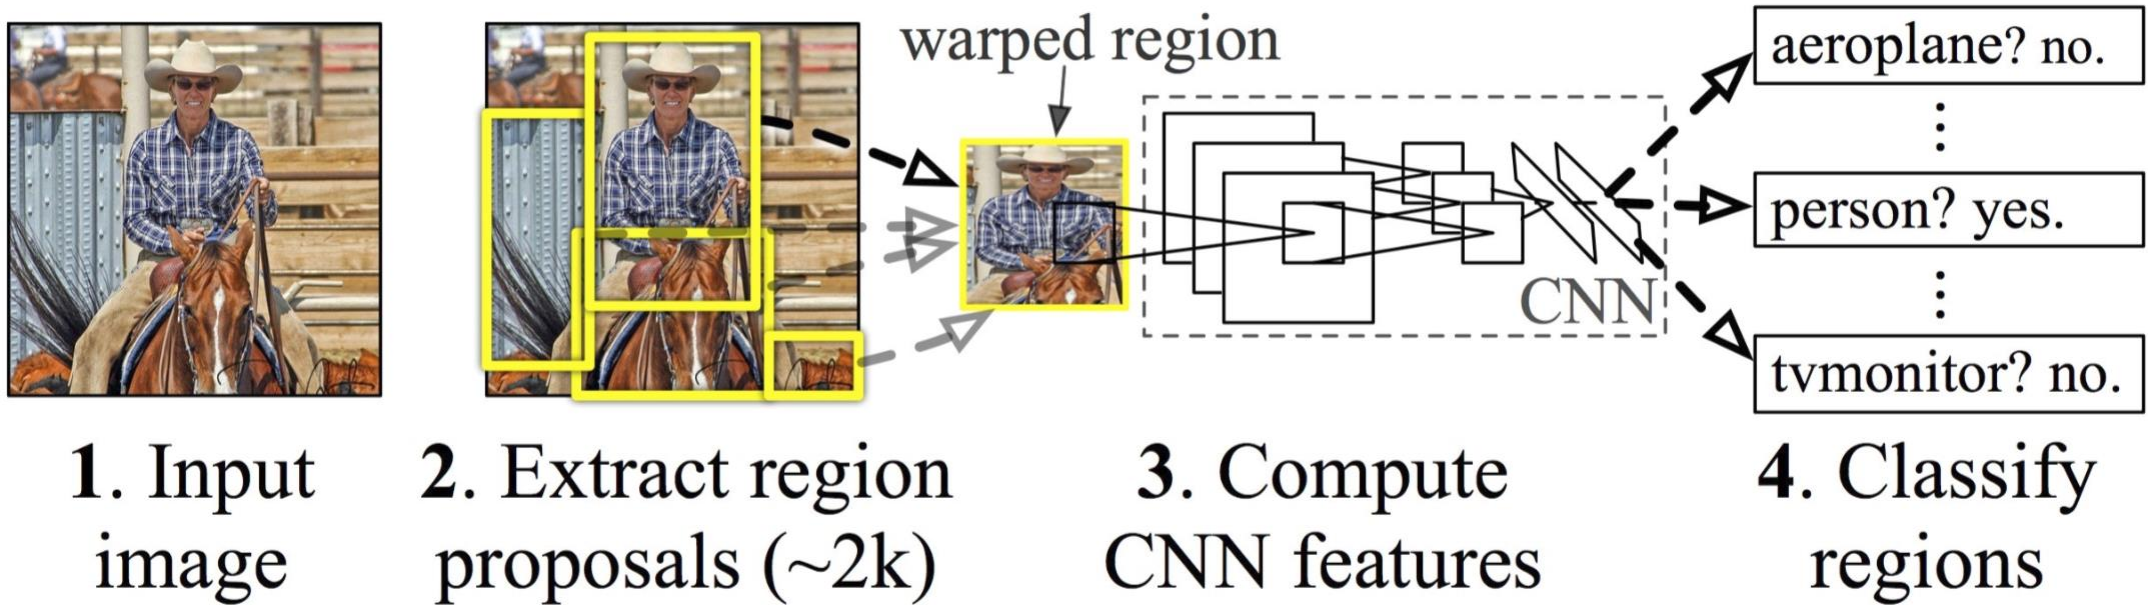 warped region
CNN
aeroplane? no.
person? yes.
tvmonitor? no.
1. Input
image
2. Extract region
proposals (~2k)
3. Compute
CNN features
4. Classify
regions